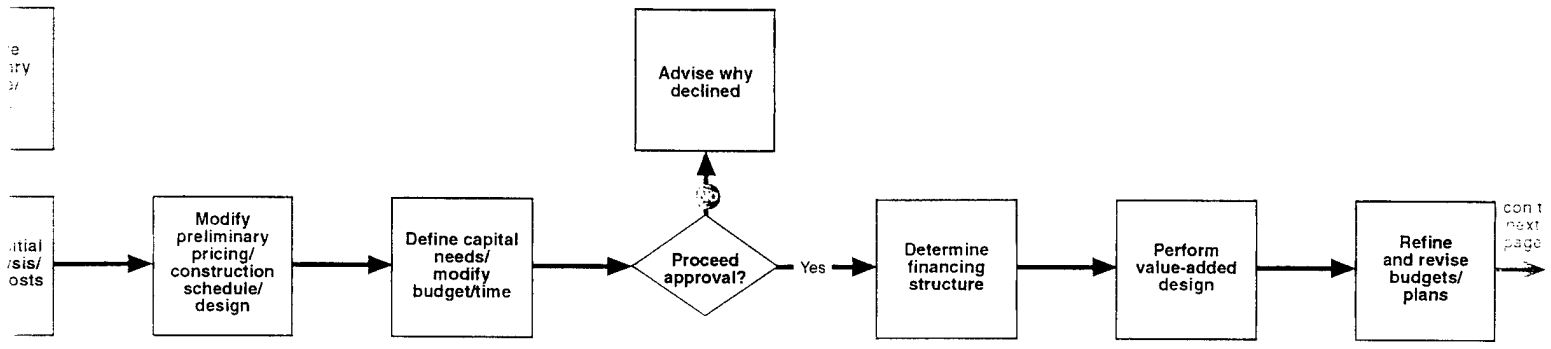 Advise why
declined
Modify
preliminary
pricing/
construction
schedule/
design
Define capital
needs/
modify
budget/time
Proceed
approval?
Yes
Determine
financing
structure
Perform
value-added
design
Refine
and revise
budgets/
plans
con't
next
page